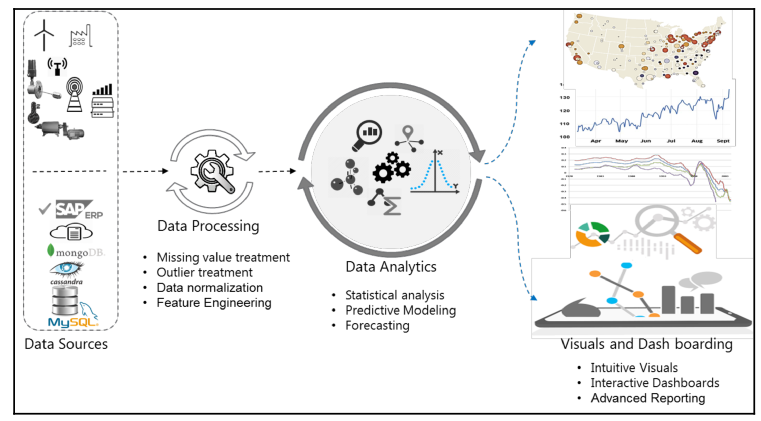 SAP
ERP
mongoDB.
cassandra
MySQL.
Data Sources
Data Processing
• Missing value treatment
• Outlier treatment
• Data normalization
• Feature Engineering
X
Y
Σ
Data Analytics
• Statistical analysis
• Predictive Modeling
• Forecasting
130
120
110
100
Apr May Jun Jul Aug Sept
Visuals and Dash boarding
• Intuitive Visuals
• Interactive Dashboards
• Advanced Reporting